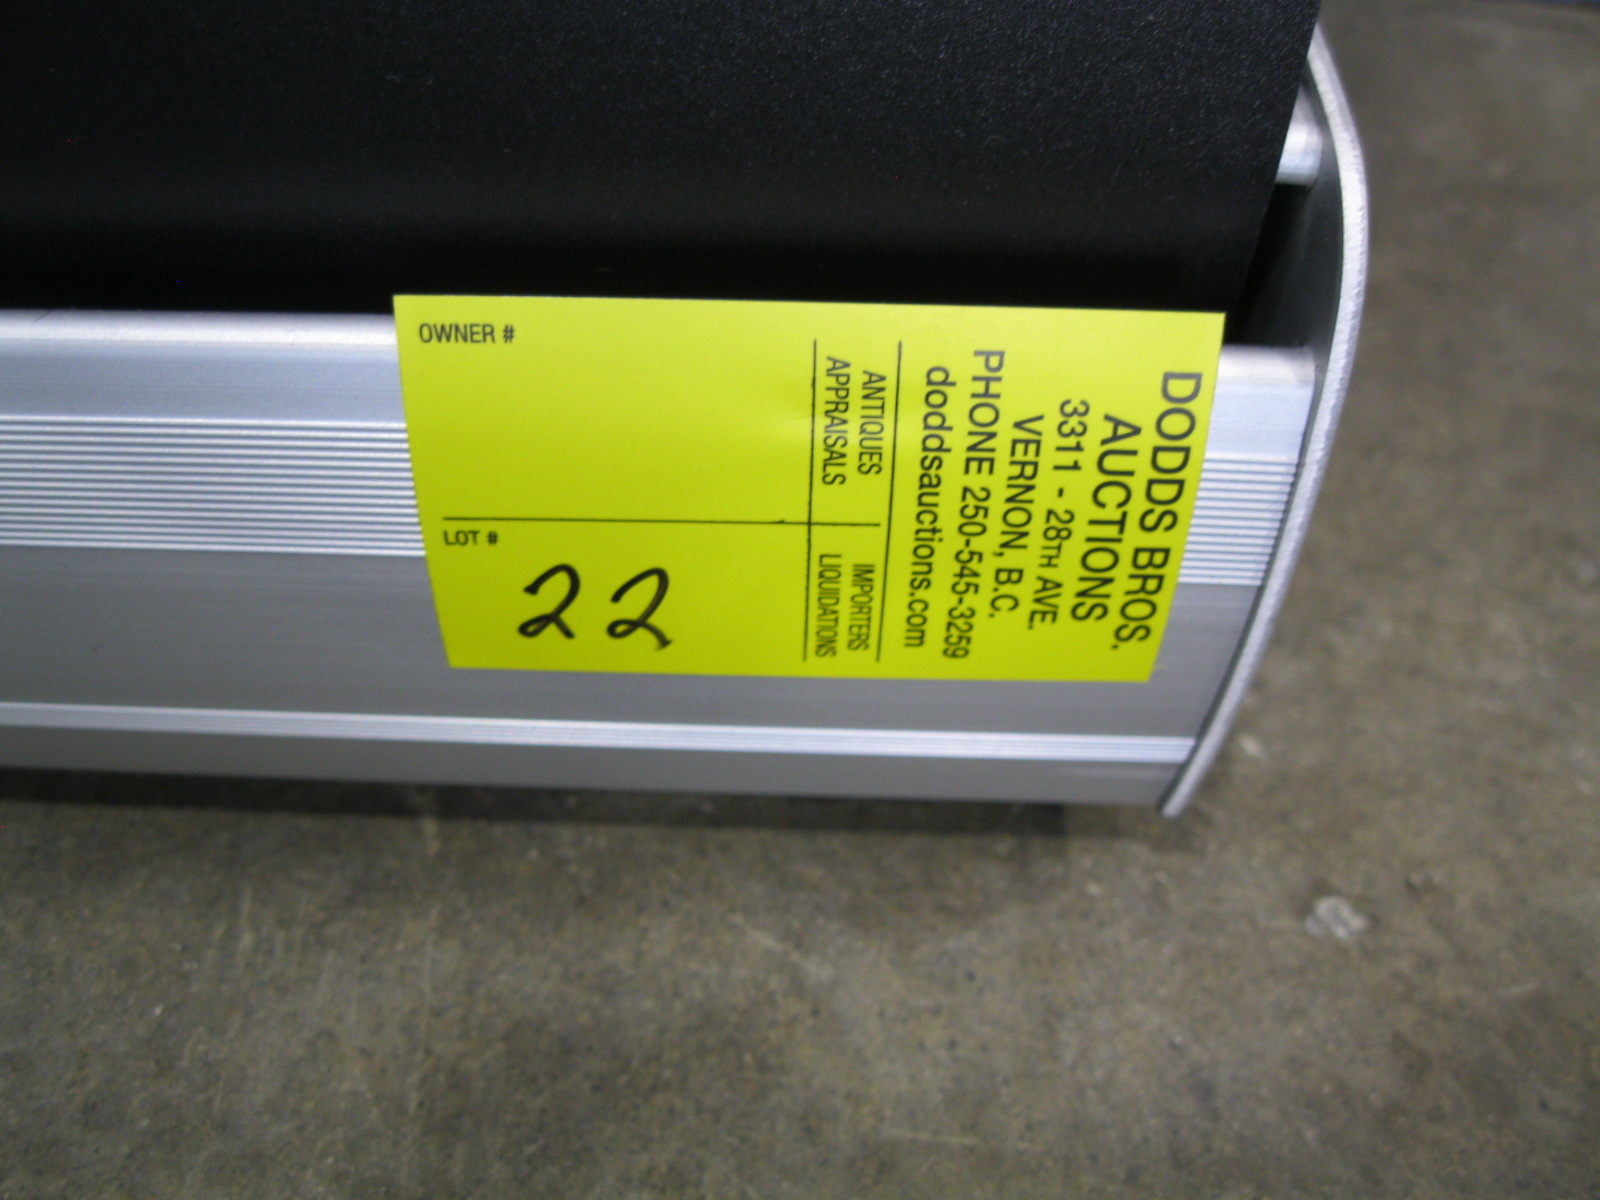 DODDS BROS.
AUCTIONS
3311 - 28TH AVE.
VERNON, B.C.
PHONE 250-545-3259
doddsauctions.com
ANTIQUES
APPRAISALS
IMPORTERS
LIQUIDATIONS
OWNER #
LOT #
22